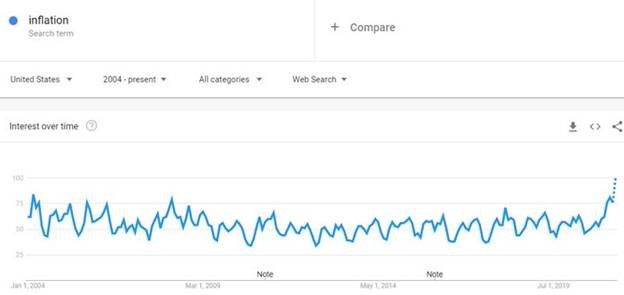 inflation
Search term
+ Compare
United States
2004 - present
All categories
Web Search
Interest over time
100
75
50
25
Note
Note
Jan 1, 2004
Mar 1, 2009
May 1, 2014
Jul 1, 2019